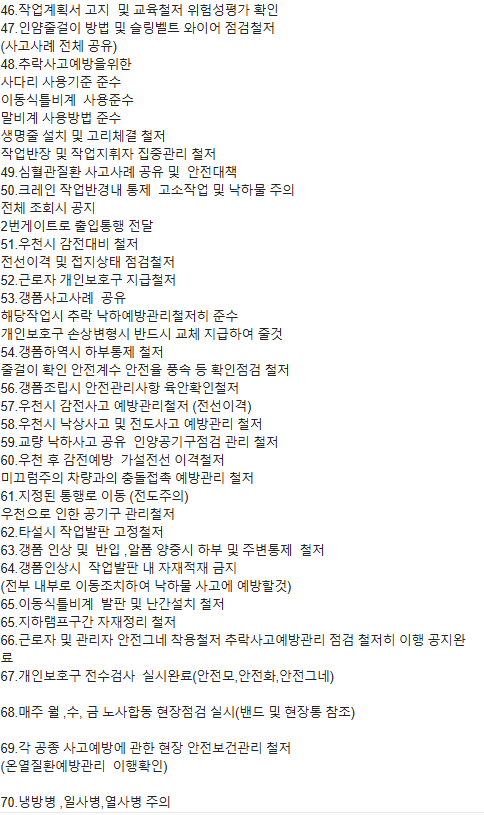 46.작업계획서 고지  및 교육철저 위험성평가 확인
47.인양줄걸이 방법 및 슬링벨트 와이어 점검철저
(사고사례 전체 공유)
48.추락사고예방을위한
사다리 사용기준 준수
이동식틀비계  사용준수
말비계 사용방법 준수
생명줄 설치 및 고리체결 철저
작업반장 및 작업지휘자 집중관리 철저
49.심혈관질환 사고사례 공유 및  안전대책
50.크레인 작업반경내 통제  고소작업 및 낙하물 주의
전체 조회시 공지
2번게이트로 출입통행 전달
51.우천시 감전대비 철저
전선이격 및 접지상태 점검철저
52.근로자 개인보호구 지급철저
53.갱폼사고사례  공유
해당작업시 추락 낙하예방관리철저히 준수
개인보호구 손상변형시 반드시 교체 지급하여 줄것
54.갱폼하역시 하부통제 철저
줄걸이 확인 안전계수 안전율 풍속 등 확인점검 철저
56.갱폼조립시 안전관리사항 육안확인철저
57.우천시 감전사고 예방관리철저 (전선이격)
58.우천시 낙상사고 및 전도사고 예방관리 철저
59.교량 낙하사고 공유  인양공기구점검 관리 철저
60.우천 후 감전예방  가설전선 이격철저
미끄럼주의 차량과의 충돌접촉 예방관리 철저
61.지정된 통행로 이동 (전도주의)
우천으로 인한 공기구 관리철저
62.타설시 작업발판 고정철저
63.갱폼 인상 및  반입 ,알폼 양중시 하부 및 주변통제  철저
64.갱폼인상시  작업발판 내 자재적재 금지
(전부 내부로 이동조치하여 낙하물 사고에 예방할것)
65.이동식틀비계  발판 및 난간설치 철저
65.지하램프구간 자재정리 철저
66.근로자 및 관리자 안전그네 착용철저 추락사고예방관리 점검 철저히 이행 공지완
료
67.개인보호구 전수검사  실시완료(안전모,안전화,안전그네)
68.매주 월 ,수, 금 노사합동 현장점검 실시(밴드 및 현장통 참조)
69.각 공종 사고예방에 관한 현장 안전보건관리 철저
(온열질환예방관리  이행확인)
70.냉방병 ,일사병,열사병 주의